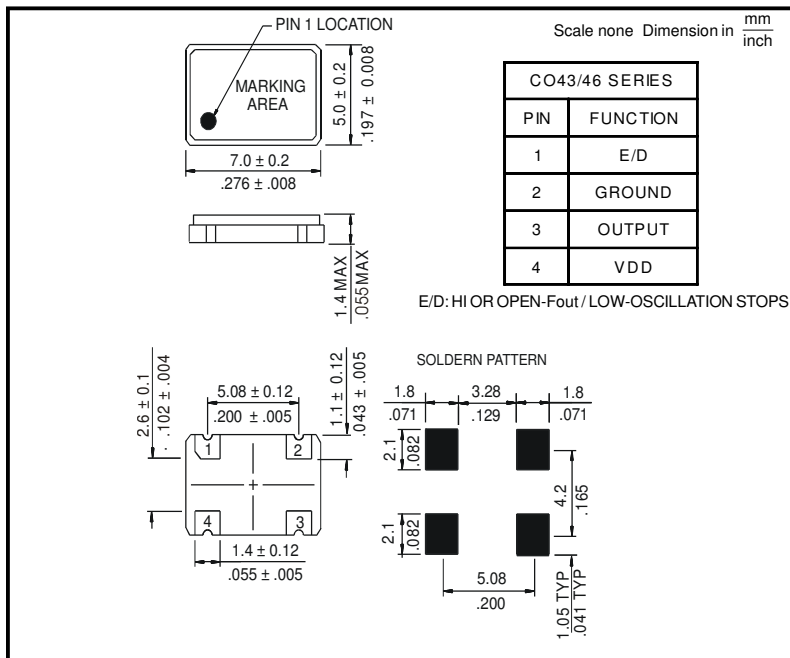 PIN 1 LOCATION
Scale none Dimension in mm
inch
MARKING
AREA
5.0 ± 0.2
.197 ± 0.008
7.0 ± 0.2
.276 ± .008
CO43/46 SERIES
PIN FUNCTION
1 E/D
2 GROUND
3 OUTPUT
4 VDD
E/D: HI OR OPEN-Fout / LOW-OSCILLATION STOPS
1.4 MAX
.055 MAX
SOLDERN PATTERN
2.6 ± 0.1
.102 ± .004
5.08 ± 0.12
.200 ± .005
1.1 ± 0.12
.043 ± .005
1 2
4 3
1.4 ± 0.12
.055 ± .005
1.8 3.28 1.8
.071 .129 .071
2.1
.082
4.2
.165
2.1
.082
5.08
.200
1.05 TYP
.041 TYP